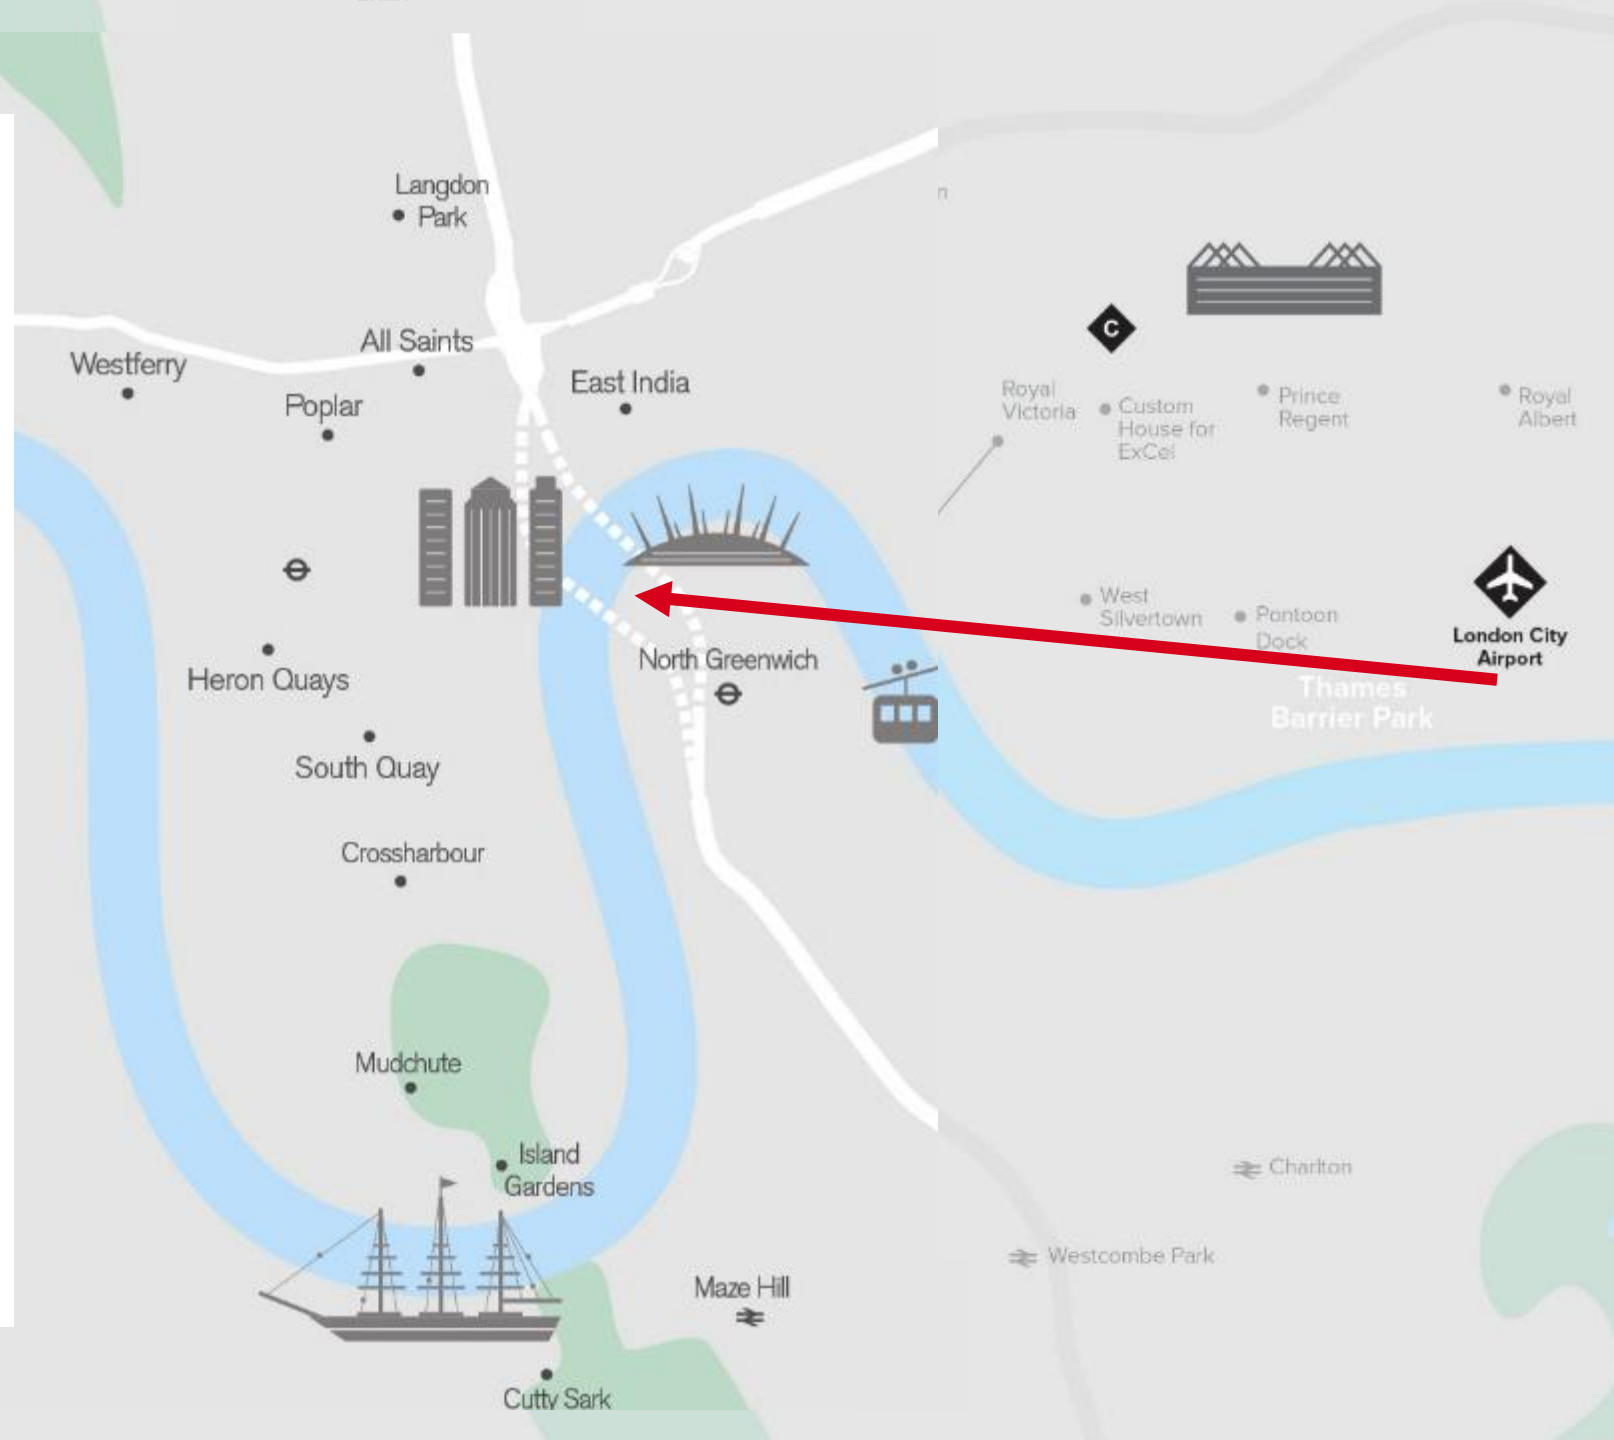 Langdon
Park
All Saints
Westferry
Poplar
East India
n
C
Royal
Victoria
Custom
House for
ExCel
Prince
Regent
Royal
Albert
West
Silvertown
Pontoon
Dock
London City
Airport
Thames
Barrier Park
North Greenwich
Heron Quays
South Quay
Crossharbour
Mudchute
Island
Gardens
Charlton
Westcombe Park
Maze Hill
Cutty Sark